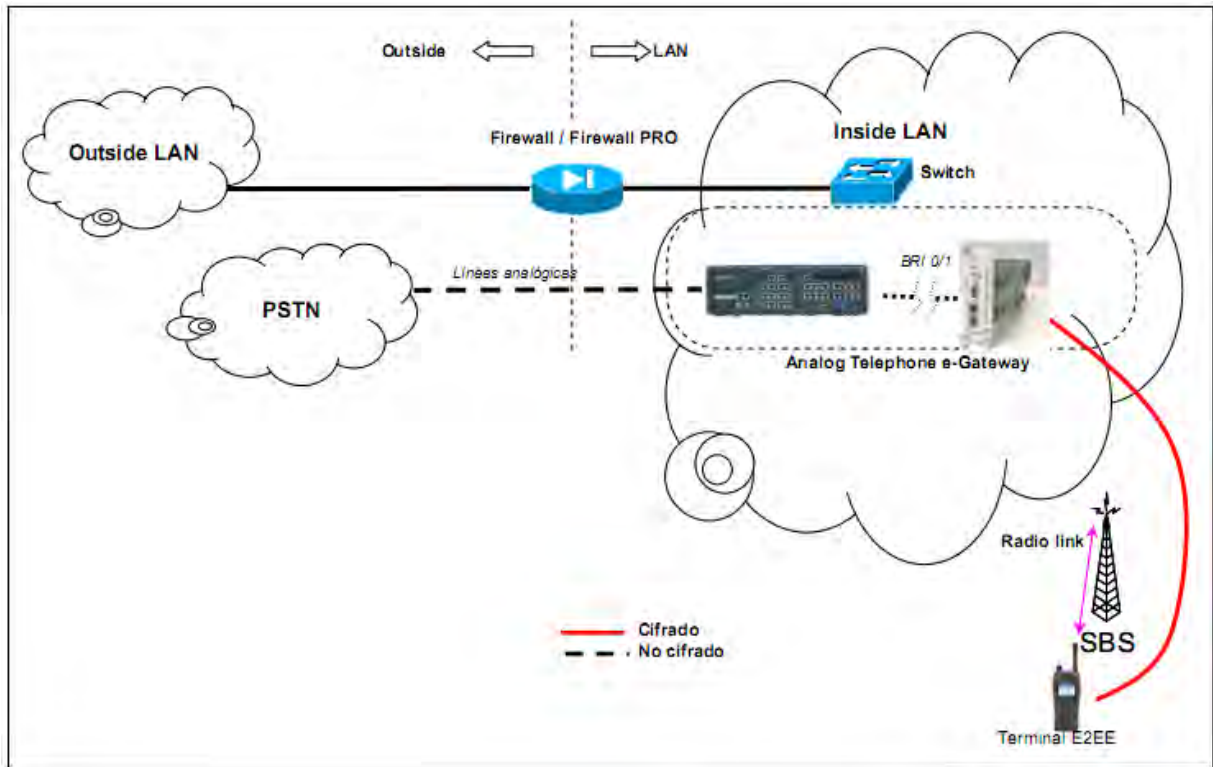 Outside
LAN
Outside LAN
Firewall / Firewall PRO
Inside LAN
Switch
Líneas analógicas
BRI 0/1
PSTN
Analog Telephone e-Gateway
Radio link
SBS
Cifrado
No cifrado
Terminal E2EE